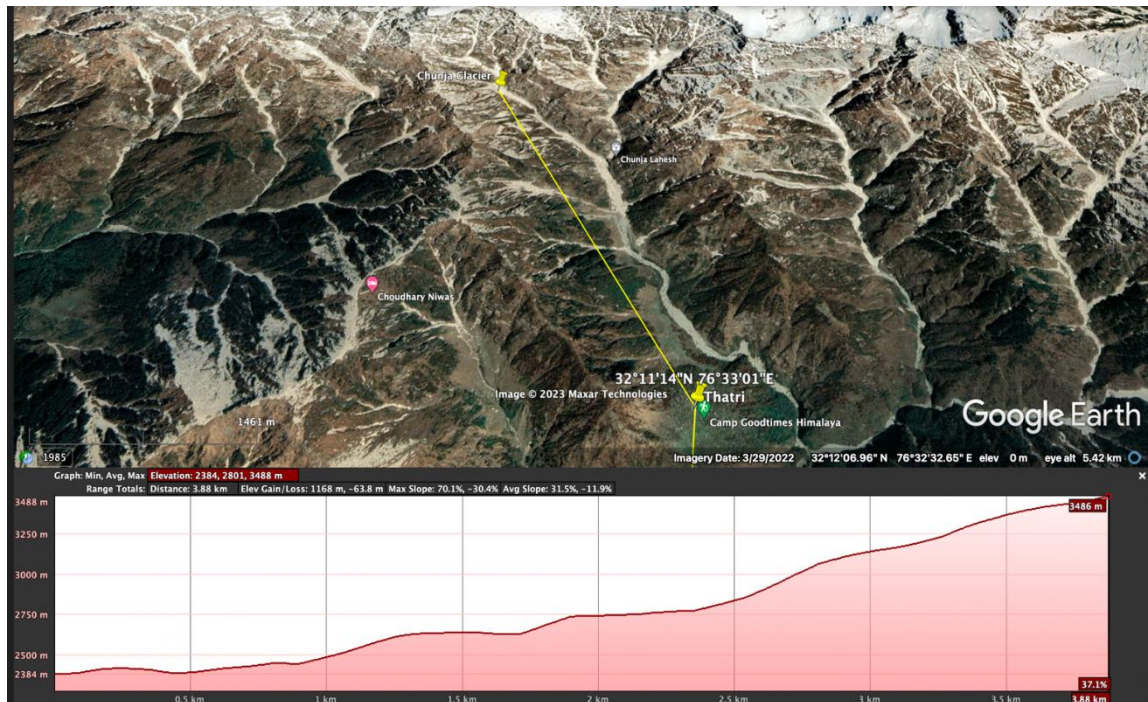 Chunja Glacier
Chunja Lahesh
Choudhary Niwas
32°11'14"N 76°33'01"E
Image © 2023 Maxar Technologies
Thatri
Camp Goodtimes Himalaya
Google Earth
1461 m
1985
Imagery Date: 3/29/2022 32°12'06.96" N 76°32'32.65" E elev 0 m eye alt 5.42 km
Graph: Min, Avg, Max Elevation: 2384, 2801, 3488 m
Range Totals: Distance: 3.88 km Elev Gain/Loss: 1168 m, -63.8 m Max Slope: 70.1%, -30.4% Avg Slope: 31.5%, -11.9%
3488 m
3486 m
3250 m
3000 m
2750 m
2500 m
2384 m
37.1%
0.5 km 1 km 1.5 km 2 km 2.5 km 3 km 3.5 km 3.88 km